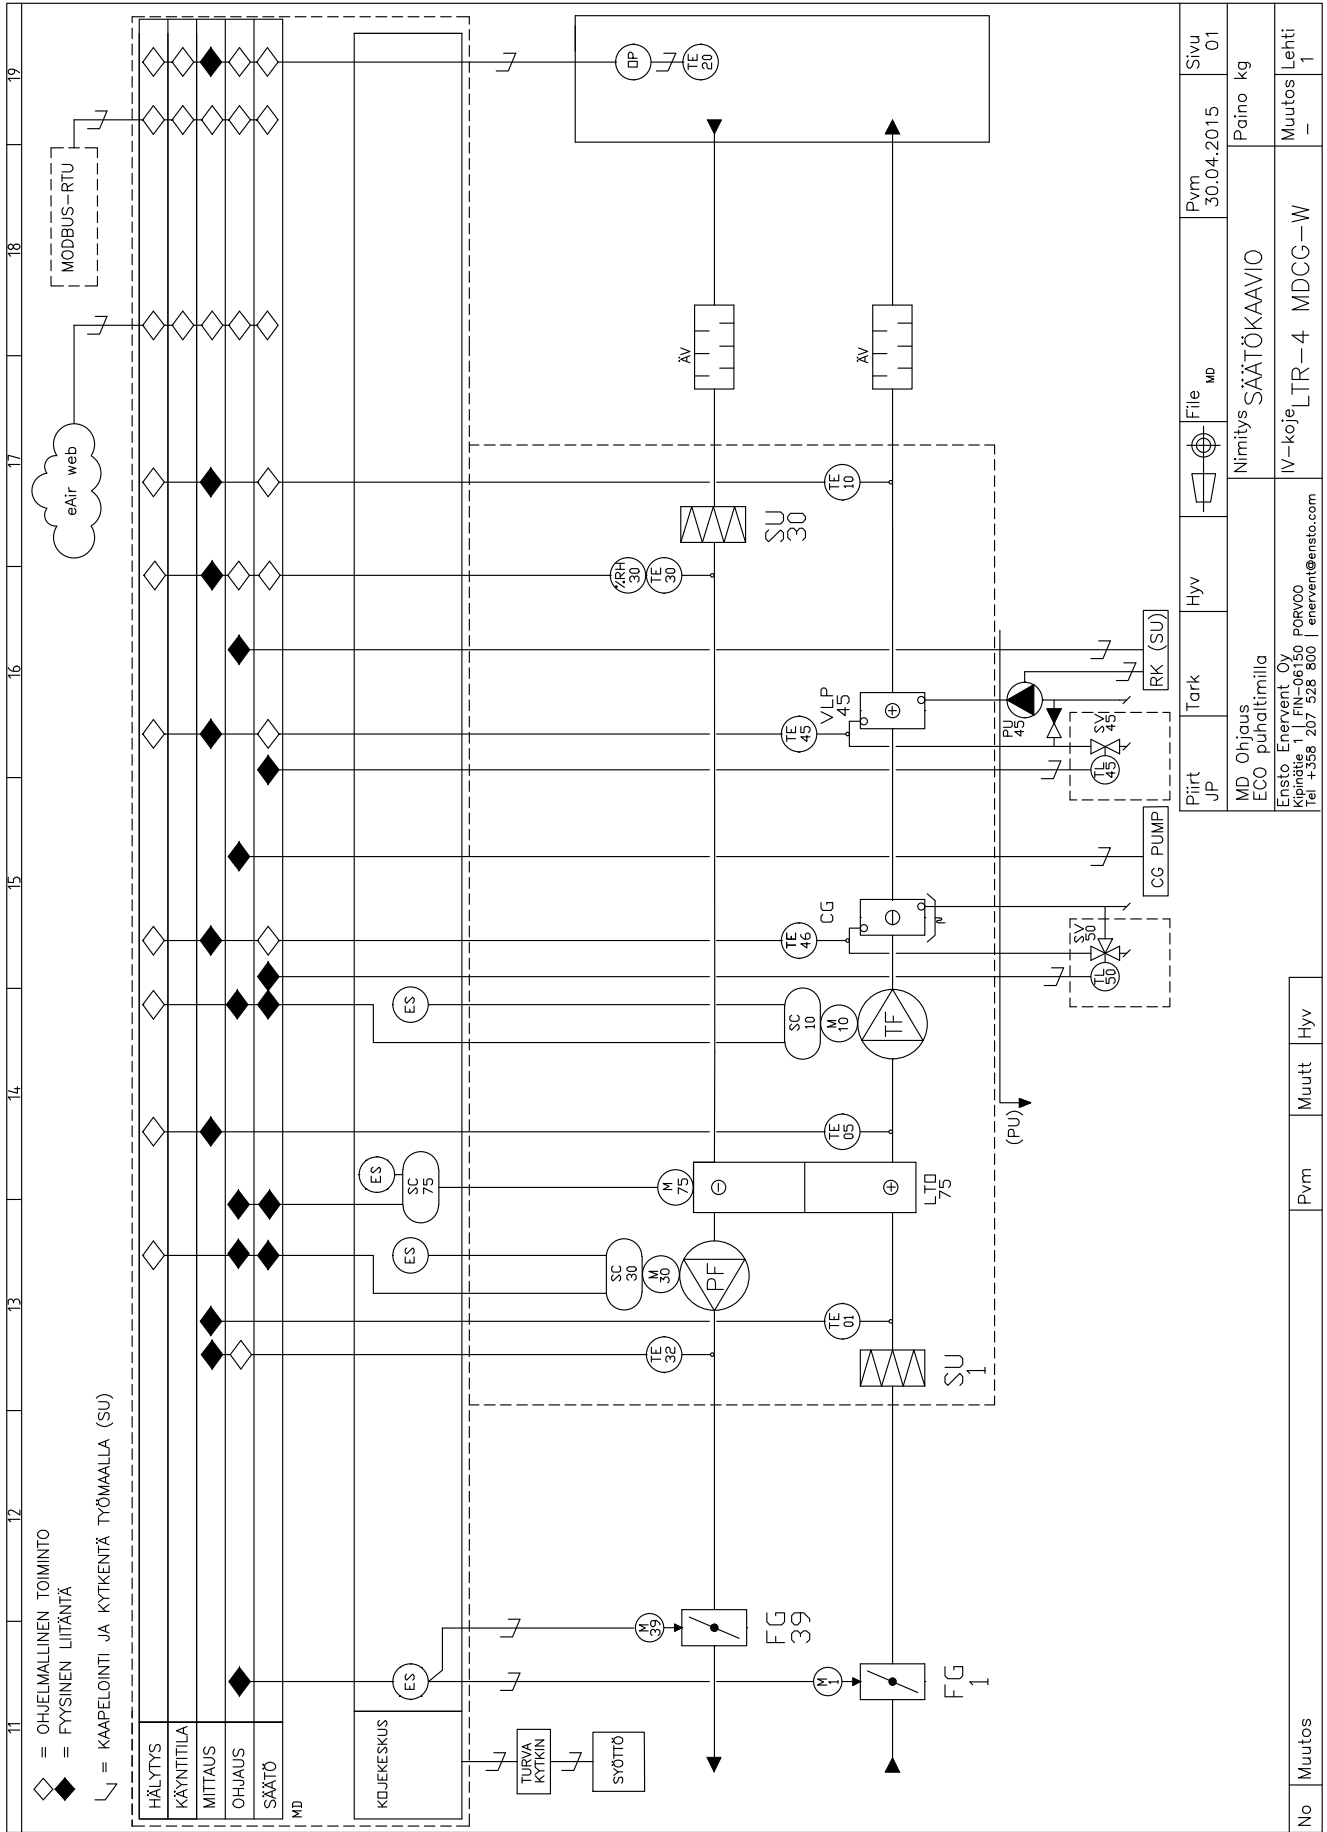 11 12 13 14 15 16 17 18 19
= OHJELMALLINEN TOIMINTO
= FYYSINEN LIITÄNTÄ
= KAAPELOINTI JA KYTKENTÄ TYÖMAALLA (SU)
eAir web
MODBUS-RTU
HÄLYTYS
KÄYNTITILA
MITTAUS
OHJAUS
SÄÄTÖ
MD
KOJEKESKUS
ES
ES
ES
ES
SC
75
TURVA
KYTKIN
SYÖTTÖ
M
39
FG
39
TE
32
SC
30
M
30
PF
M
75
%RH
30
TE
30
SU
30
ÄV
OP
TE
20
M
1
FG
1
SU
1
TE
01
LTO
75
TE
05
SC
10
M
10
TF
TE
46
CG
TE
45
VLP
45
TE
10
ÄV
(PU)
TL
50
SV
50
CG PUMP
TL
45
SV
45
PU
45
RK (SU)
Piirt
JP
Tark
Hyv
File MD
Pvm
30.04.2015
Sivu
01
MD Ohjaus
ECO puhaltimilla
Nimitys SÄÄTÖKAAVIO
Paino kg
Ensto Enervent Oy
Kipinätie 1 | FIN-06150 PORVOO
Tel +358 207 528 800 | enervent@ensto.com
IV-koje LTR-4 MDCG-W
Muutos
-
Lehti
1
No Muutos Pvm Muutt Hyv